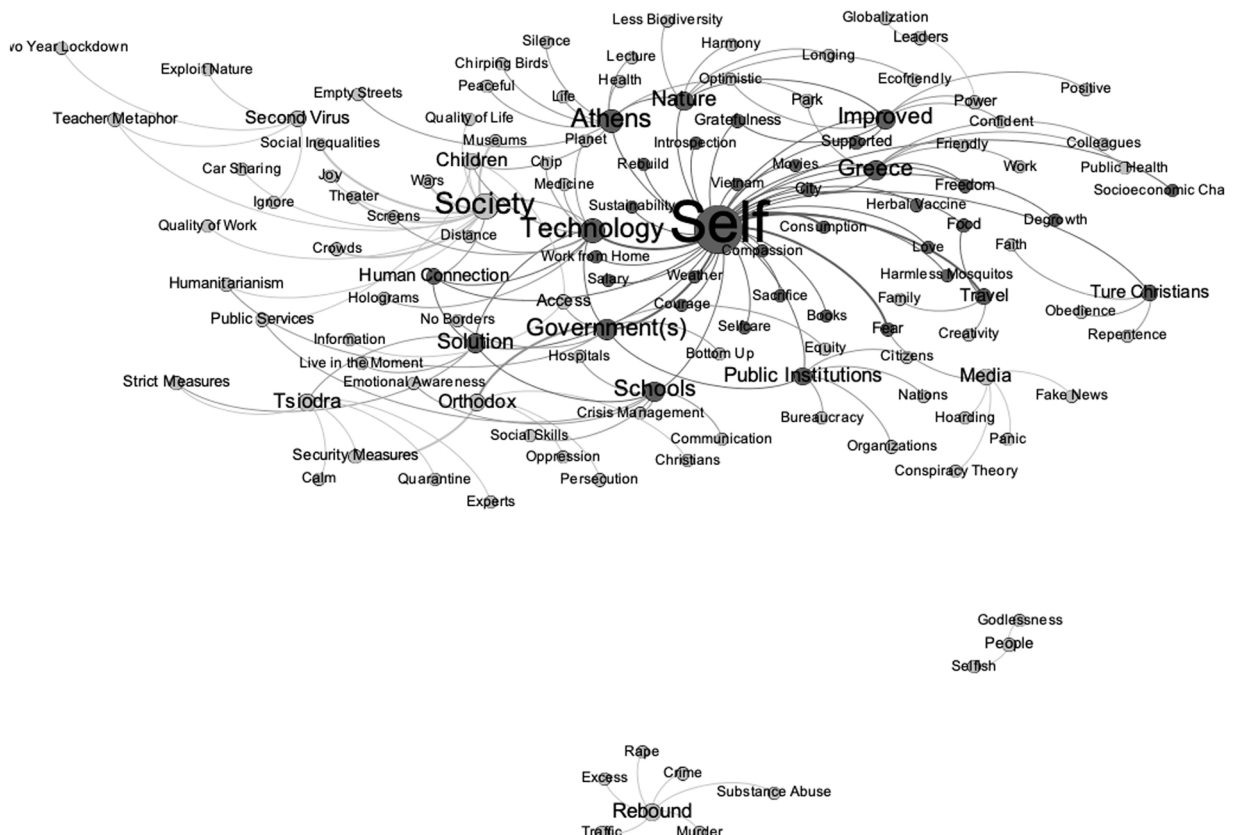 Globalization
Less Biodiversity
Leaders
Silence
Harmony
wo Year Lockdown
Lecture
Longing
Chirping Birds
Exploit Nature
Health
Optimistic
Ecofriendly
Peaceful
Positive
Empty Streets
Life
Nature
Park
Power
Teacher Metaphor
Second Virus
Quality of Life
Athens
Gratefulness
Improved
Confident
Social Inequalities
Museums
Planet
Introspection
Supported
Friendly
Colleagues
Children
Chip
Rebuild
Movies
Greece
Work
Public Health
Car Sharing
Joy
Wars
Medicine
Vietnam
City
Freedom
Socioeconomic Cha
Ignore
Theater
Society
Sustainability
Herbal Vaccine
Screens
Self
Degrowth
Quality of Work
Distance
Technology
Consumption
Food
Crowds
Work from Home
Compassion
Love
Faith
Human Connection
Salary
Weather
Harmless Mosquitos
Humanitarianism
Holograms
Access
Courage
Sacrifice
Family
Travel
Ture Christians
Public Services
No Borders
Government(s)
Selfcare
Books
Fear
Creativity
Obedience
Information
Solution
Repentence
Live in the Moment
Hospitals
Bottom Up
Equity
Citizens
Strict Measures
Emotional Awareness
Schools
Public Institutions
Media
Tsiodra
Orthodox
Nations
Fake News
Crisis Management
Bureaucracy
Hoarding
Social Skills
Communication
Organizations
Panic
Security Measures
Oppression
Christians
Conspiracy Theory
Calm
Quarantine
Persecution
Experts
Godlessness
People
Selfish
Rape
Excess
Crime
Substance Abuse
Rebound
Traffic
Murder